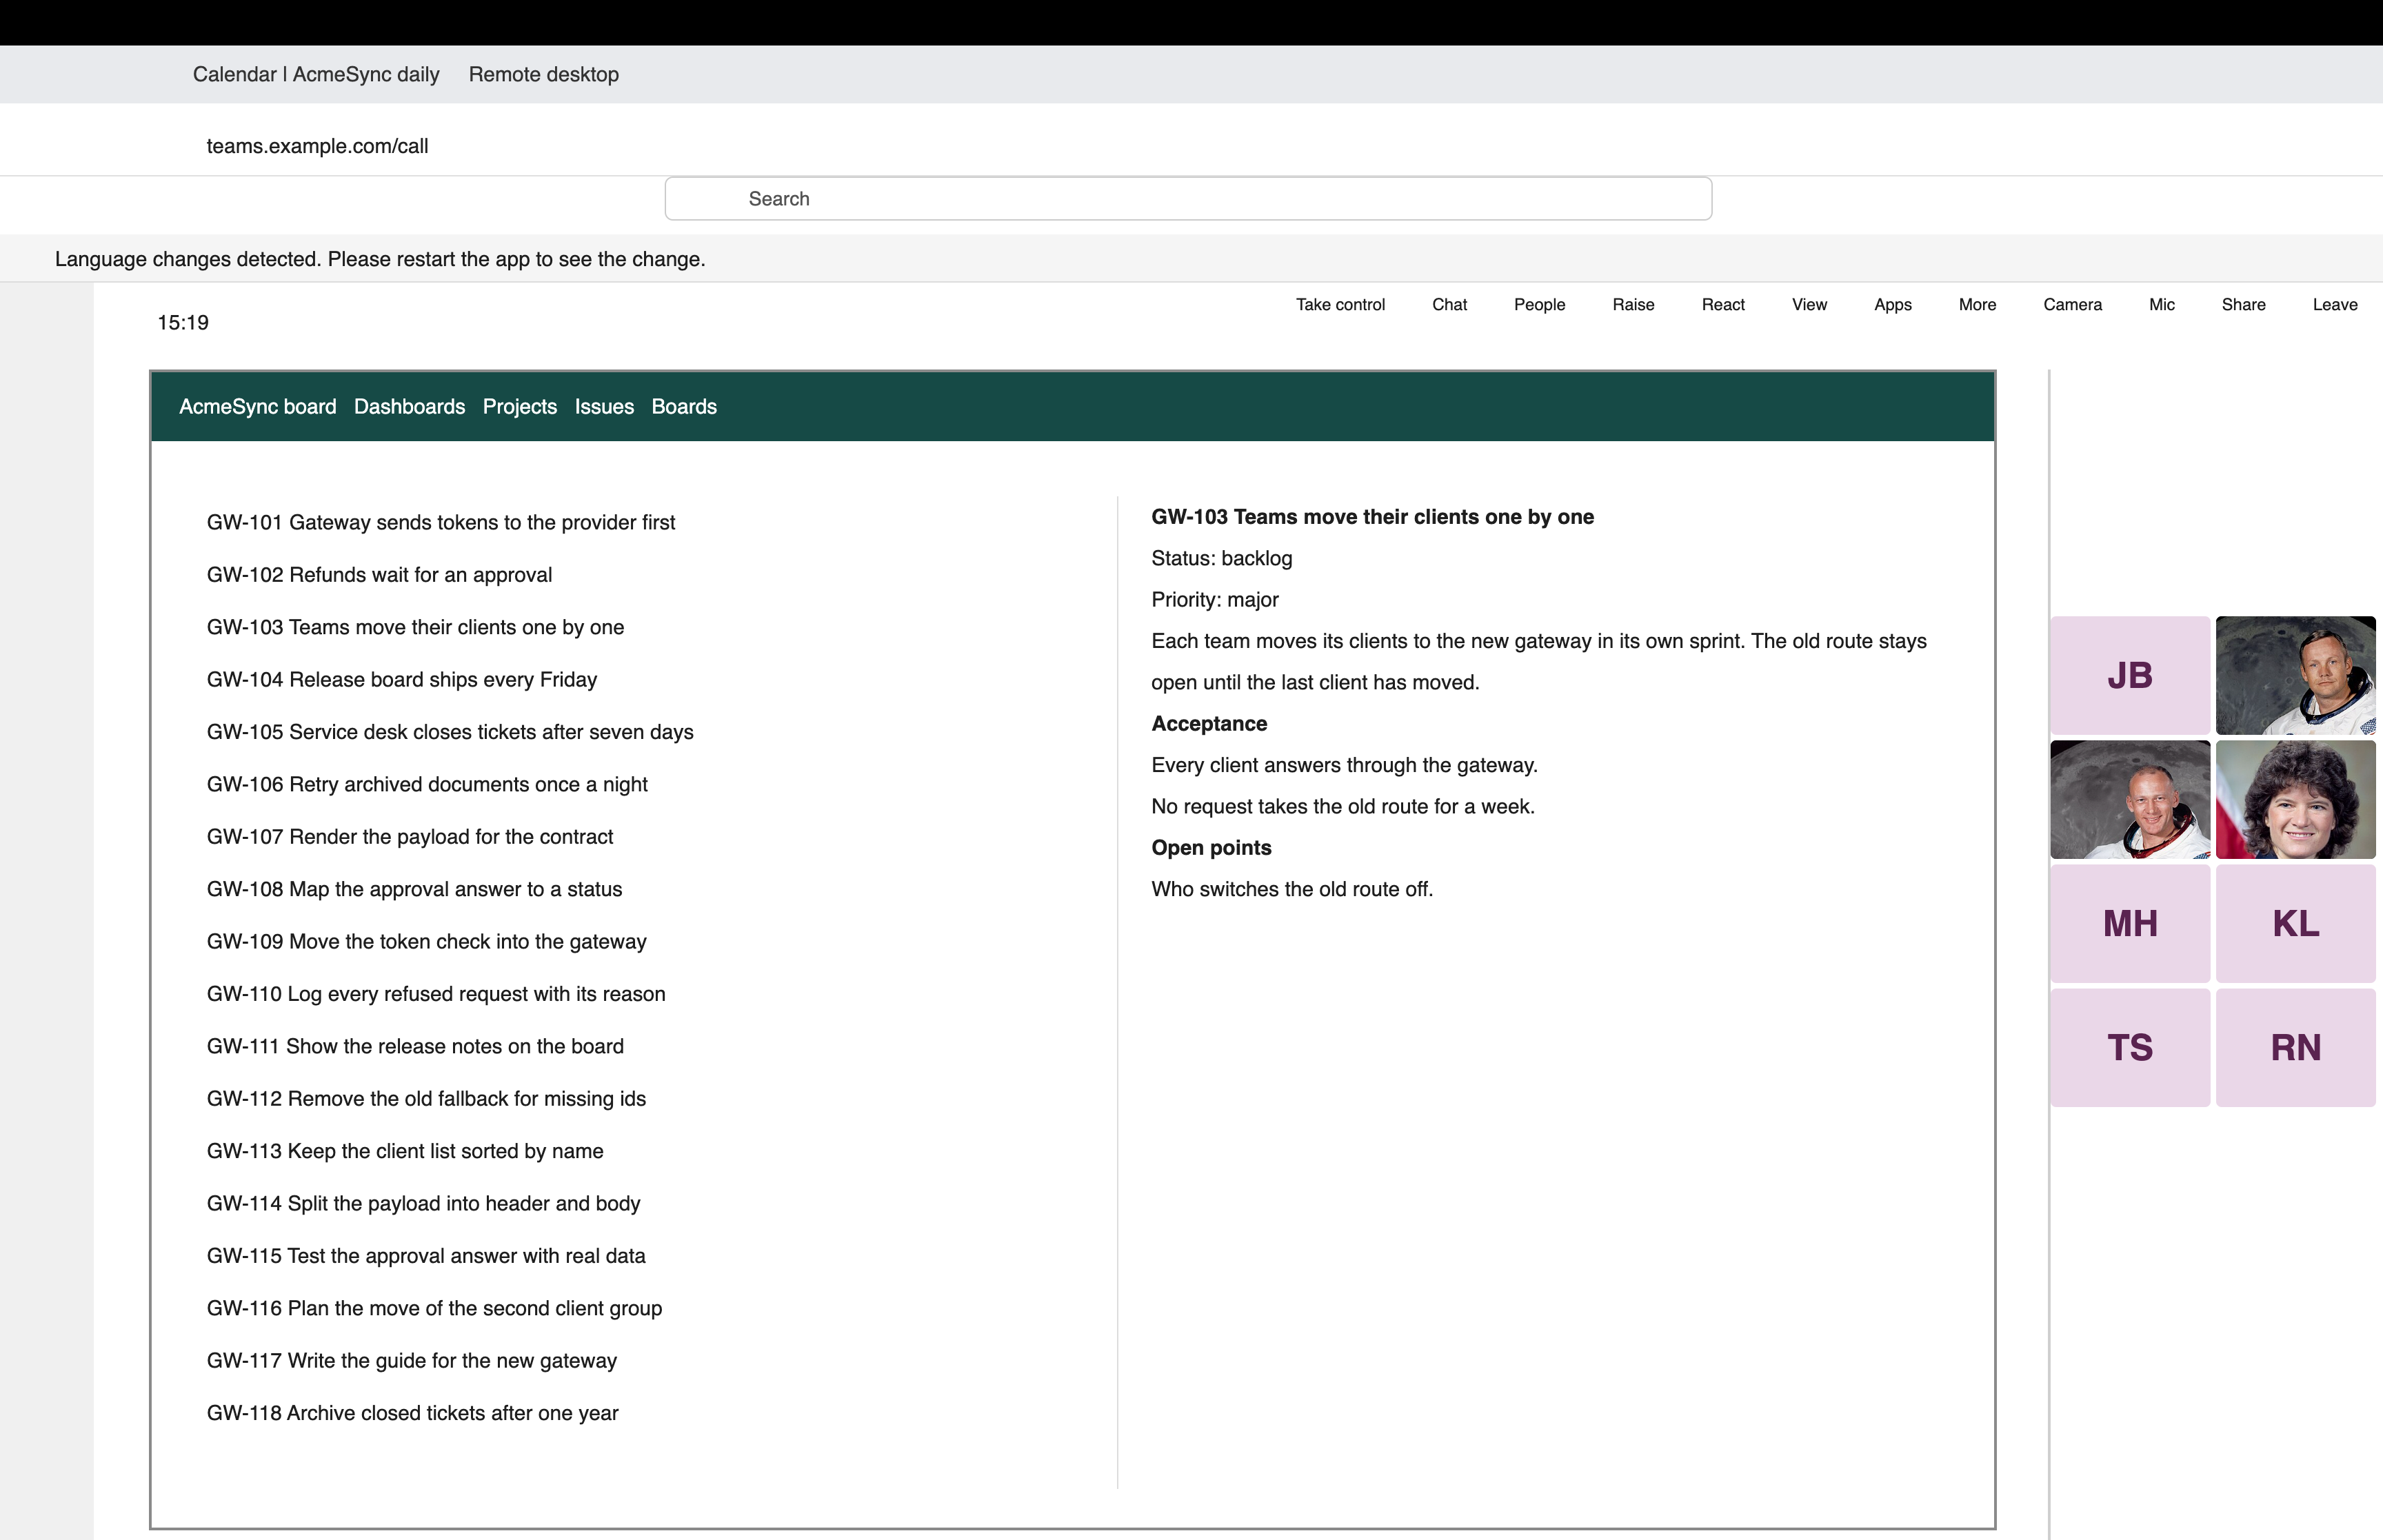 Calendar | AcmeSync daily Remote desktop
teams.example.com/call
Search
Language changes detected. Please restart the app to see the change.
15:19
Take control Chat People Raise React View Apps More Camera Mic Share Leave
AcmeSync board Dashboards Projects Issues Boards
GW-101 Gateway sends tokens to the provider first
GW-102 Refunds wait for an approval
GW-103 Teams move their clients one by one
GW-104 Release board ships every Friday
GW-105 Service desk closes tickets after seven days
GW-106 Retry archived documents once a night
GW-107 Render the payload for the contract
GW-108 Map the approval answer to a status
GW-109 Move the token check into the gateway
GW-110 Log every refused request with its reason
GW-111 Show the release notes on the board
GW-112 Remove the old fallback for missing ids
GW-113 Keep the client list sorted by name
GW-114 Split the payload into header and body
GW-115 Test the approval answer with real data
GW-116 Plan the move of the second client group
GW-117 Write the guide for the new gateway
GW-118 Archive closed tickets after one year
GW-103 Teams move their clients one by one
Status: backlog
Priority: major
Each team moves its clients to the new gateway in its own sprint. The old route stays
open until the last client has moved.
Acceptance
Every client answers through the gateway.
No request takes the old route for a week.
Open points
Who switches the old route off.
JB
MH KL
TS RN